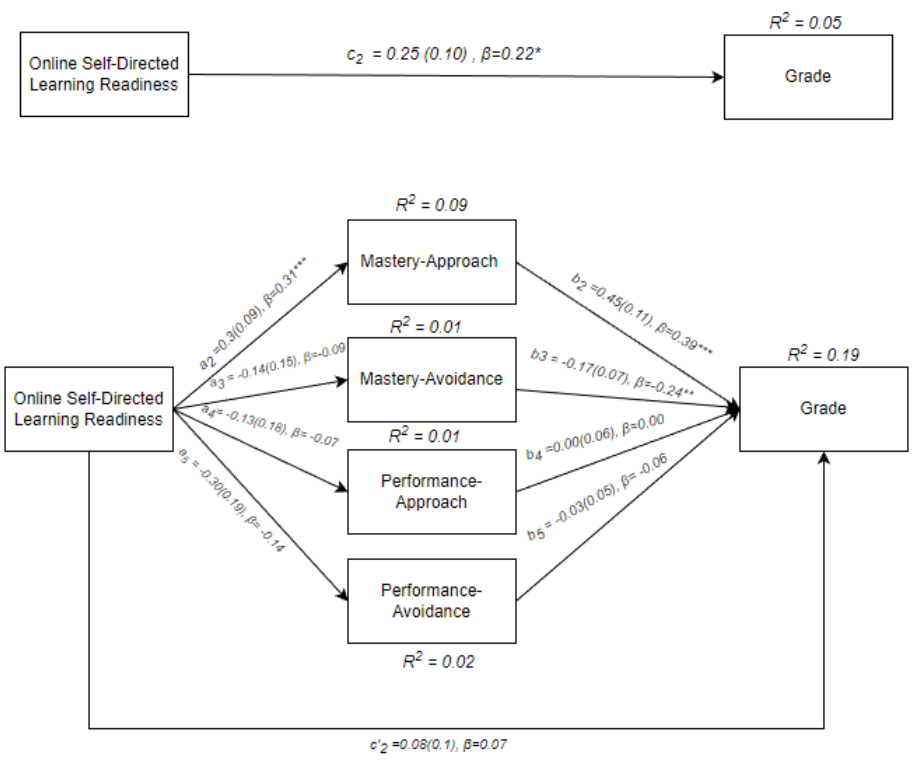 R² = 0.05
Online Self-Directed
Learning Readiness
c₂ = 0.25 (0.10) , β=0.22*
Grade
R² = 0.09
Mastery-Approach
a₂ =0.3(0.09), β=0.31***
b₂ =0.45(0.11), β=0.39***
R² = 0.01
Mastery-Avoidance
a₃ = -0.14(0.15), β=-0.09
b3 = -0.17(0.07), β=-0.24**
R² = 0.19
Online Self-Directed
Learning Readiness
Grade
a₄= -0.13(0.18), β= -0.07
R² = 0.01
b₄ =0.00(0.06), β=0.00
Performance-
Approach
a₅ = -0.30(0.19), β= -0.14
b₅ = -0.03(0.05), β= -0.06
Performance-
Avoidance
R² = 0.02
c'₂ =0.08(0.1), β=0.07